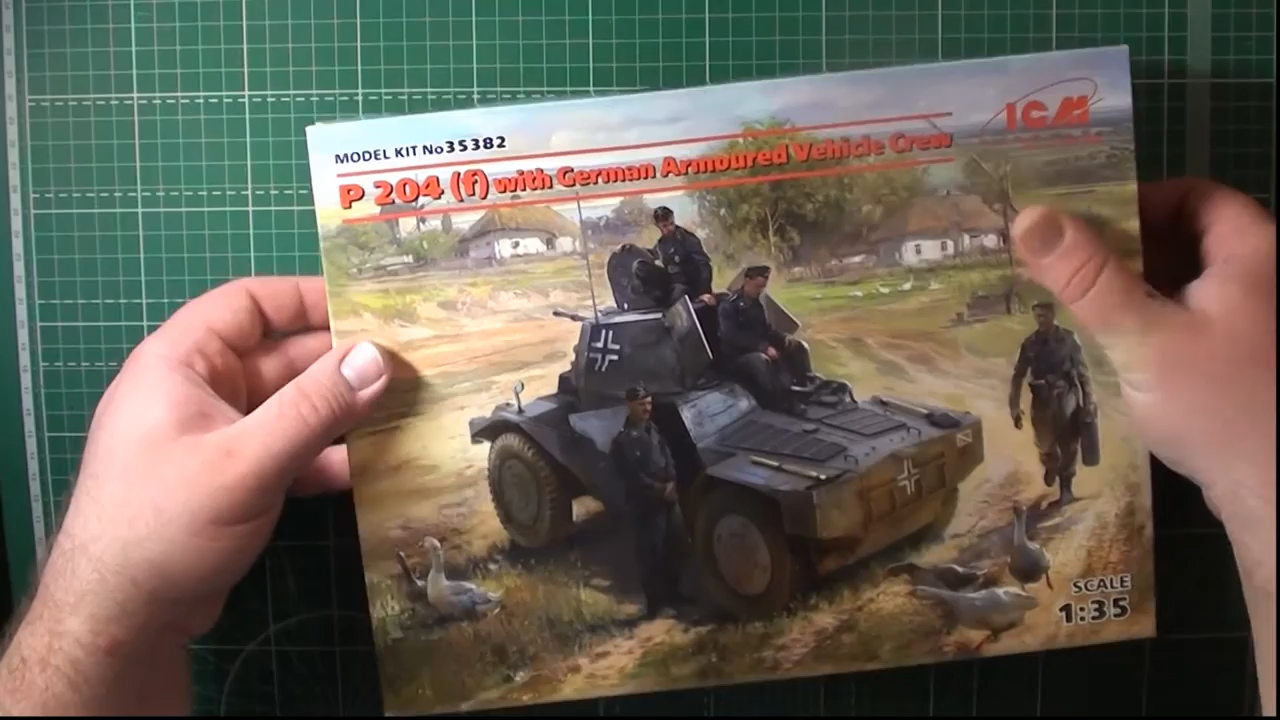 MODEL KIT No35382
ICM
P 204 (f) with German Armoured Vehicle Crew
SCALE
1:35